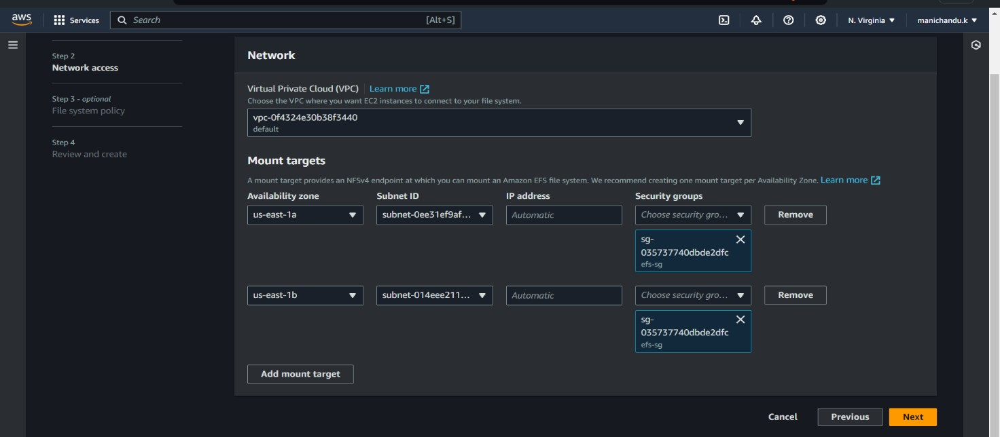 aws
Services
Search
[Alt+S]
N. Virginia
manichandu.k
Step 2
Network access
Step 3 - optional
File system policy
Step 4
Review and create
Network
Virtual Private Cloud (VPC)
Learn more
Choose the VPC where you want EC2 instances to connect to your file system.
vpc-0f4324e30b38f3440
default
Mount targets
A mount target provides an NFSv4 endpoint at which you can mount an Amazon EFS file system. We recommend creating one mount target per Availability Zone. Learn more
Availability zone
Subnet ID
IP address
Security groups
us-east-1a
subnet-0ee31ef9af...
Automatic
Choose security gro...
Remove
sg-
035737740dbde2dfc
efs-sg
us-east-1b
subnet-014eee211...
Automatic
Choose security gro...
Remove
sg-
035737740dbde2dfc
efs-sg
Add mount target
Cancel
Previous
Next